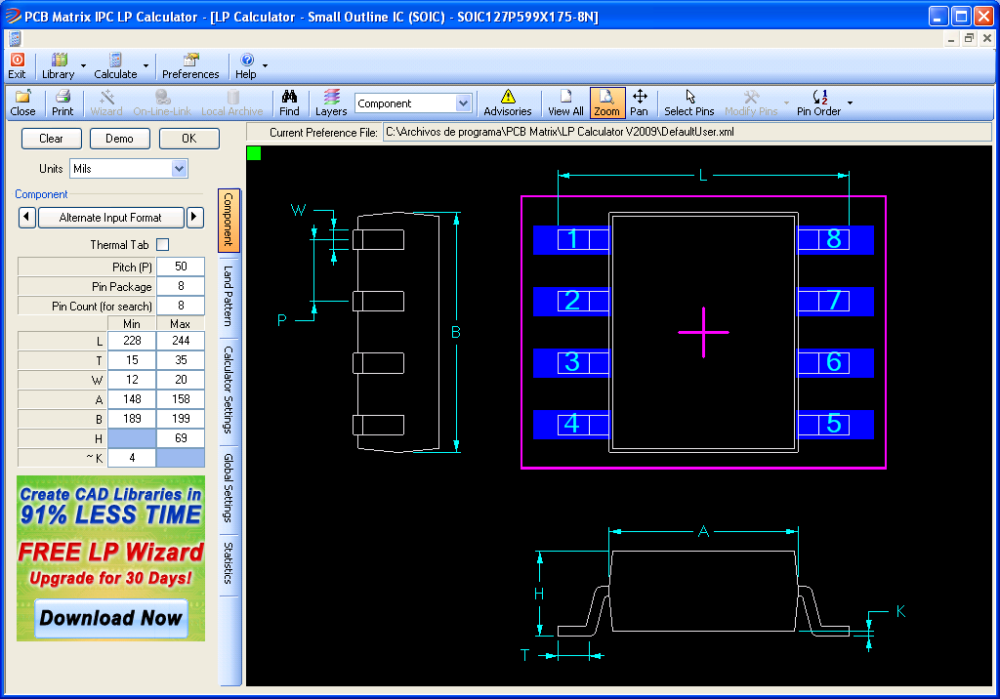 PCB Matrix IPC LP Calculator - [LP Calculator - Small Outline IC (SOIC) - SOIC127P599X175-8N]
Exit Library Calculate Preferences Help
Close Print Wizard On-Line-Link Local Archive Find Layers Component Advisories View All Zoom Pan Select Pins Modify Pins Pin Order
Clear Demo OK
Current Preference File: C:\Archivos de programa\PCB Matrix\LP Calculator V2009\DefaultUser.xml
Units Mils
Component
Alternate Input Format
Thermal Tab
Pitch (P) 50
Pin Package 8
Pin Count (for search) 8
Min Max
L 228 244
T 15 35
W 12 20
A 148 158
B 189 199
H 69
~ K 4
Create CAD Libraries in
91% LESS TIME
FREE LP Wizard
Upgrade for 30 Days!
Download Now
Component
Land Pattern
Calculator Settings
Global Settings
Statistics
W
P
B
L
1 8
2 7
3 6
4 5
A
H
K
T